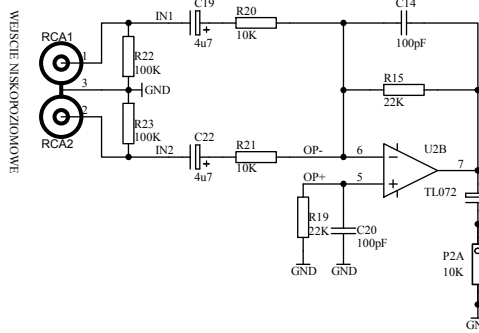 WEJSCIE NISKOPOZIOMOWE
RCA1
1
3
2
RCA2
IN1
C19
4u7
R20
10K
C14
100pF
R22
100K
GND
R15
22K
R23
100K
IN2
C22
4u7
R21
10K
OP-
6
U2B
7
TL072
OP+
5
R19
22K
C20
100pF
GND
GND
P2A
10K
GN